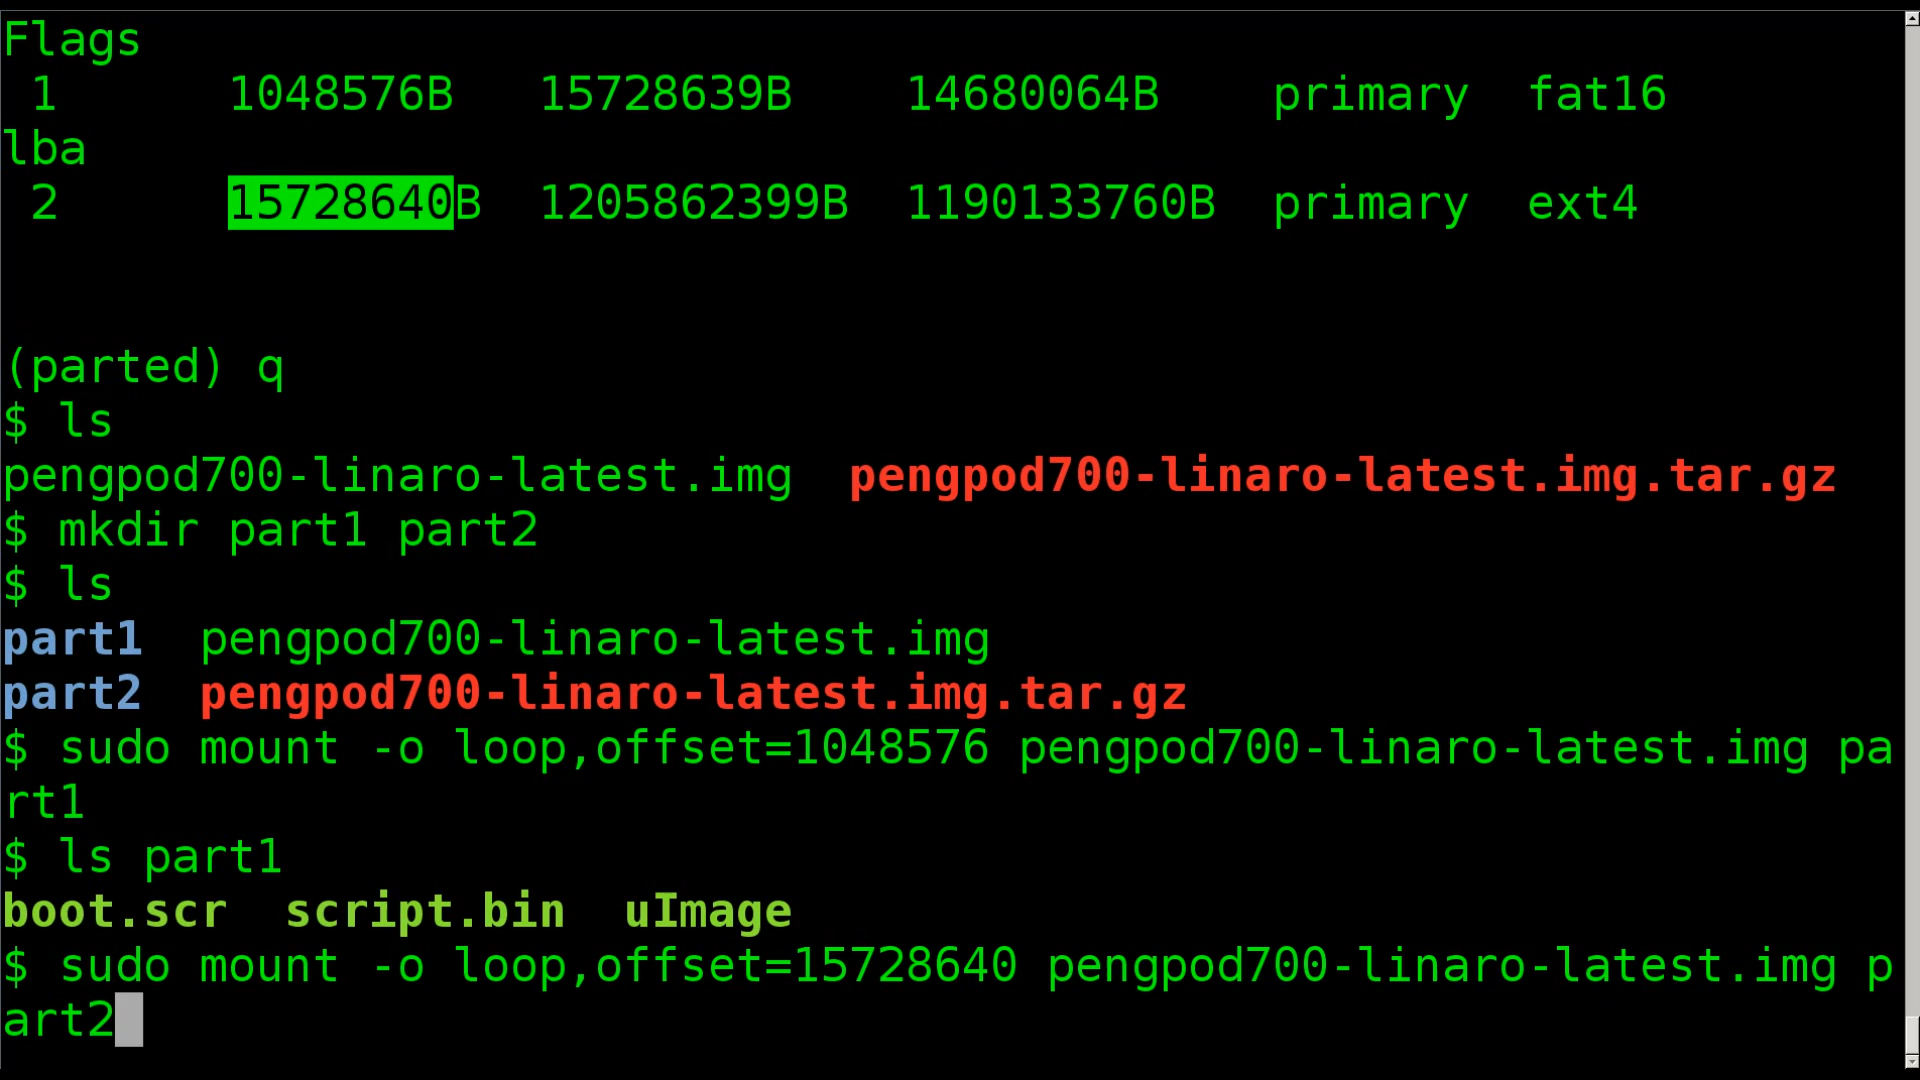 Flags
 1      1048576B   15728639B    14680064B    primary  fat16
lba
 2      15728640B  1205862399B  1190133760B  primary  ext4
(parted) q
$ ls
pengpod700-linaro-latest.img  pengpod700-linaro-latest.img.tar.gz
$ mkdir part1 part2
$ ls
part1  pengpod700-linaro-latest.img
part2  pengpod700-linaro-latest.img.tar.gz
$ sudo mount -o loop,offset=1048576 pengpod700-linaro-latest.img pa
rt1
$ ls part1
boot.scr  script.bin  uImage
$ sudo mount -o loop,offset=15728640 pengpod700-linaro-latest.img p
art2